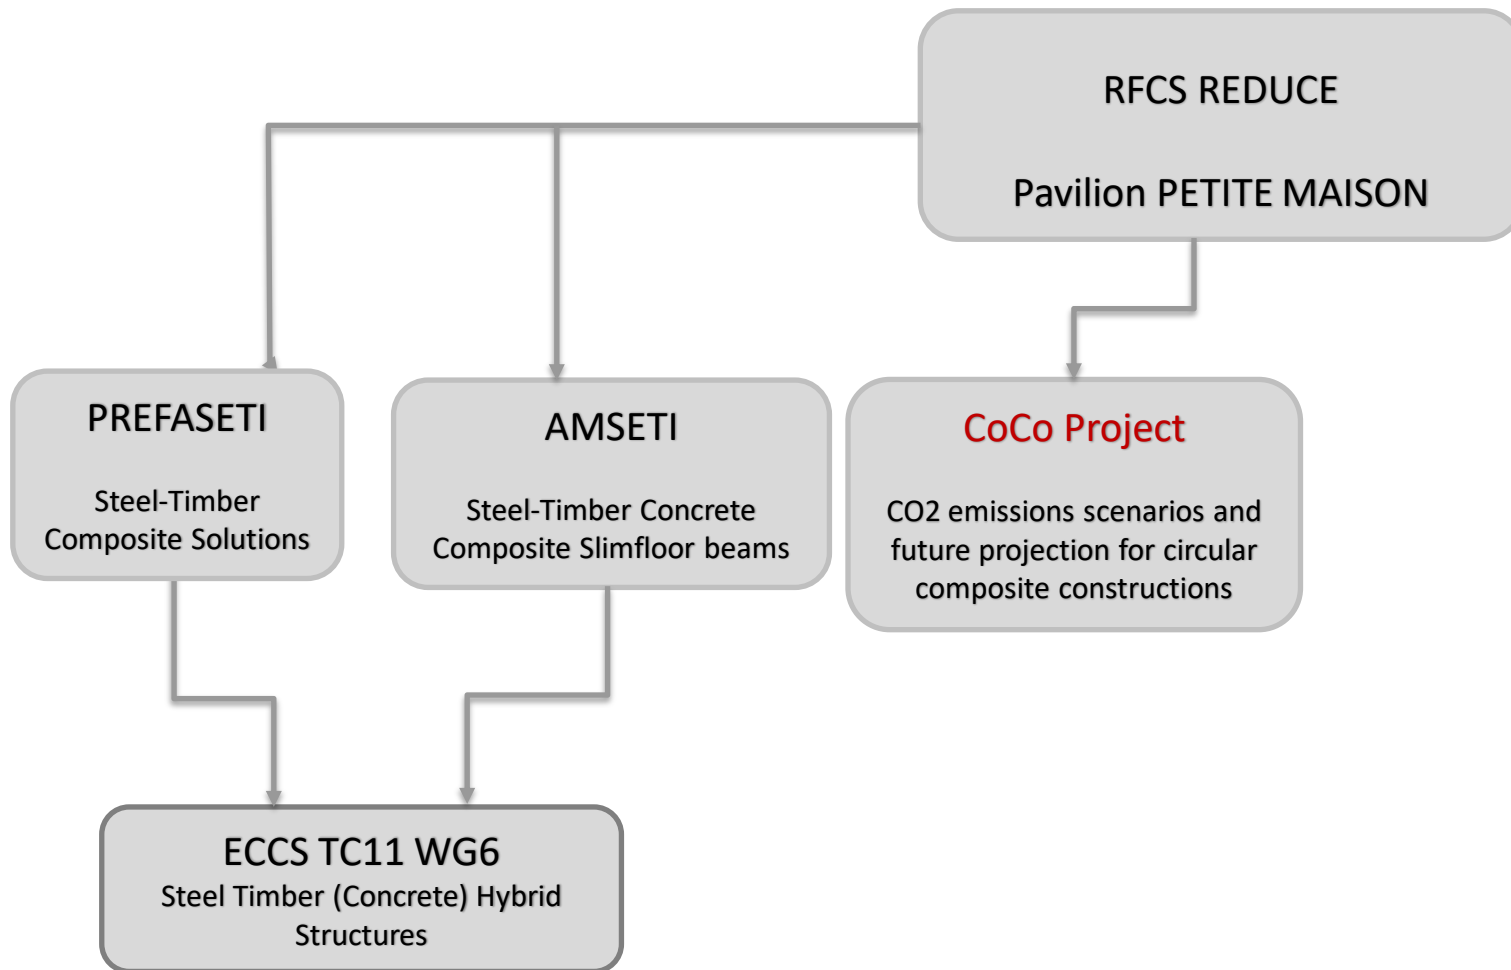 RFCS REDUCE
Pavilion PETITE MAISON
PREFASETI
Steel-Timber
Composite Solutions
AMSETI
Steel-Timber Concrete
Composite Slimfloor beams
CoCo Project
CO2 emissions scenarios and
future projection for circular
composite constructions
ECCS TC11 WG6
Steel Timber (Concrete) Hybrid
Structures